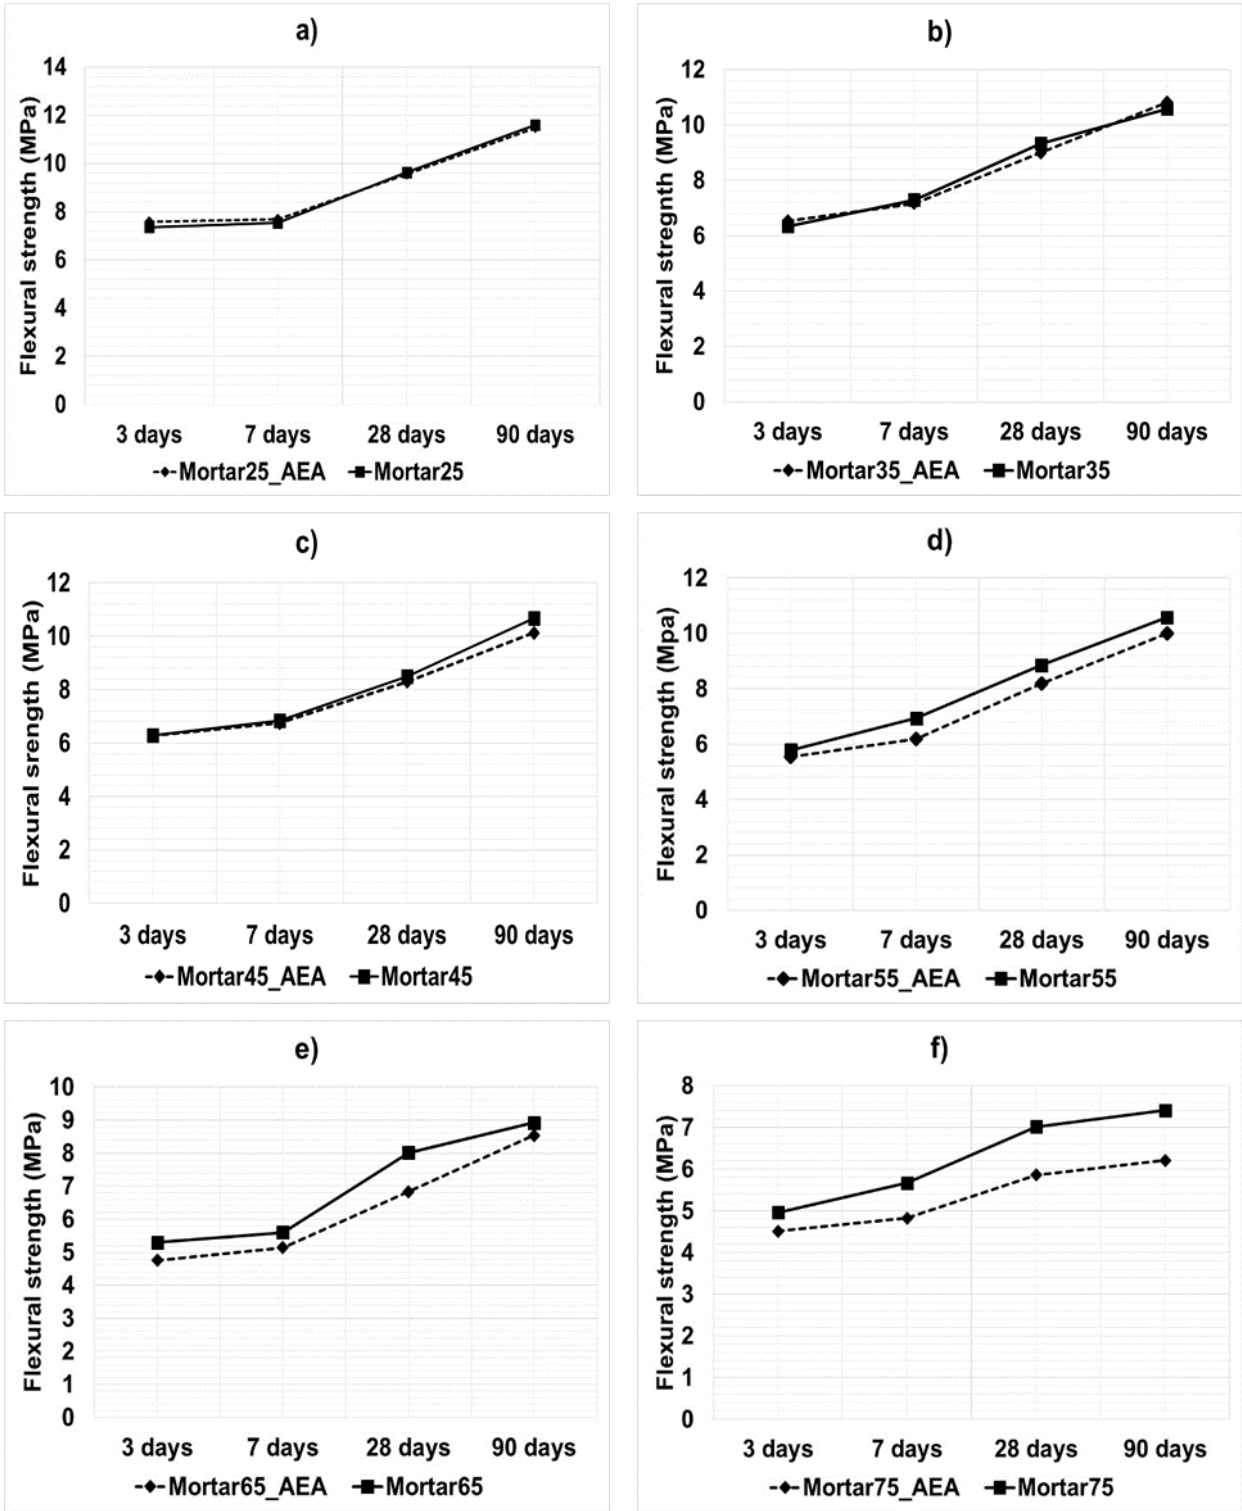 a)
Flexural strength (MPa)
14
12
10
8
6
4
2
0
3 days 7 days 28 days 90 days
Mortar25_AEA Mortar25
b)
Flexural stregnth (MPa)
12
10
8
6
4
2
0
3 days 7 days 28 days 90 days
Mortar35_AEA Mortar35
c)
Flexural srength (MPa)
12
10
8
6
4
2
0
3 days 7 days 28 days 90 days
Mortar45_AEA Mortar45
d)
Flexural strength (Mpa)
12
10
8
6
4
2
0
3 days 7 days 28 days 90 days
Mortar55_AEA Mortar55
e)
Flexural strength (MPa)
10
9
8
7
6
5
4
3
2
1
0
3 days 7 days 28 days 90 days
Mortar65_AEA Mortar65
f)
Flexural strength (MPa)
8
7
6
5
4
3
2
1
0
3 days 7 days 28 days 90 days
Mortar75_AEA Mortar75